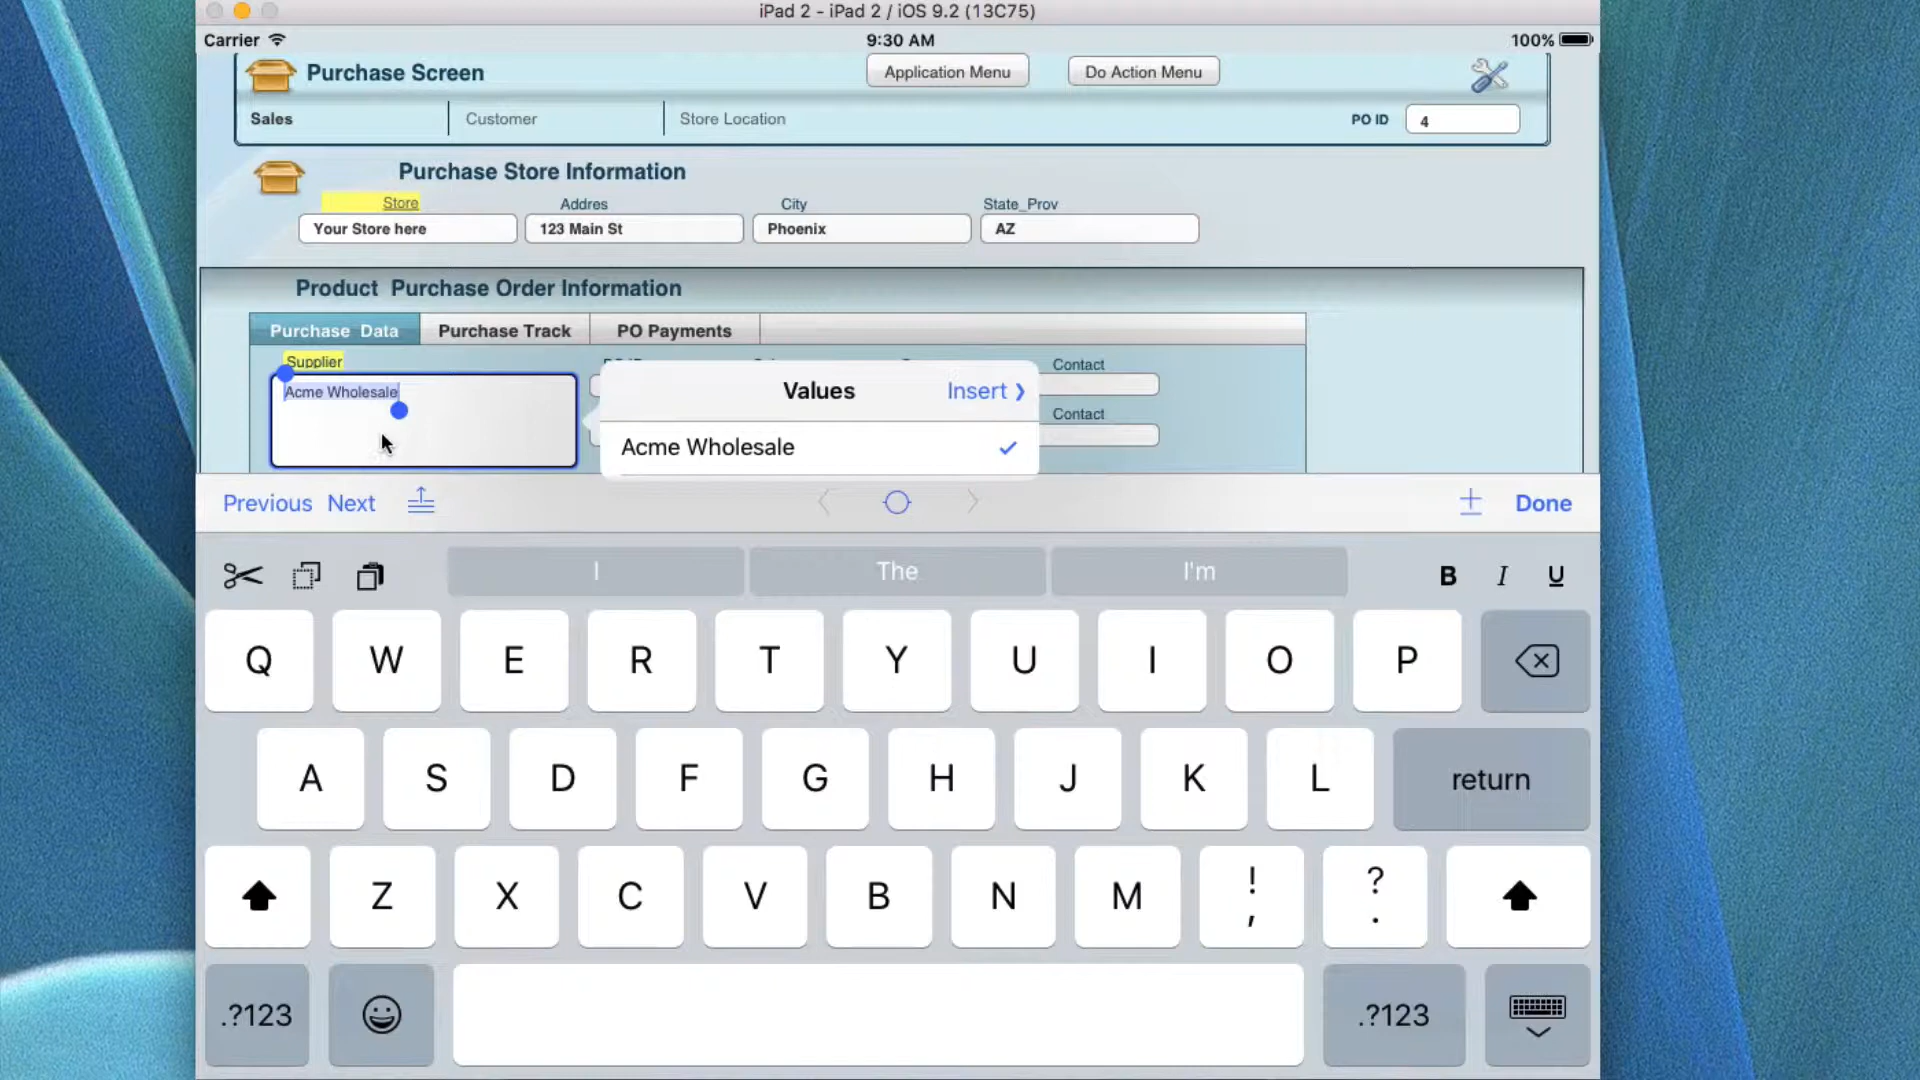 iPad 2 - iPad 2 / iOS 9.2 (13C75)
Carrier 9:30 AM 100%
Purchase Screen Application Menu Do Action Menu
Sales Customer Store Location PO ID 4
Purchase Store Information
Store Addres City State_Prov
Your Store here 123 Main St Phoenix AZ
Product Purchase Order Information
Purchase Data Purchase Track PO Payments
Supplier Contact
Acme Wholesale Values Insert
Contact
Acme Wholesale
Previous Next Done
I The I'm B I U
Q W E R T Y U I O P
A S D F G H J K L return
Z X C V B N M ! , ? .
.?123 .?123